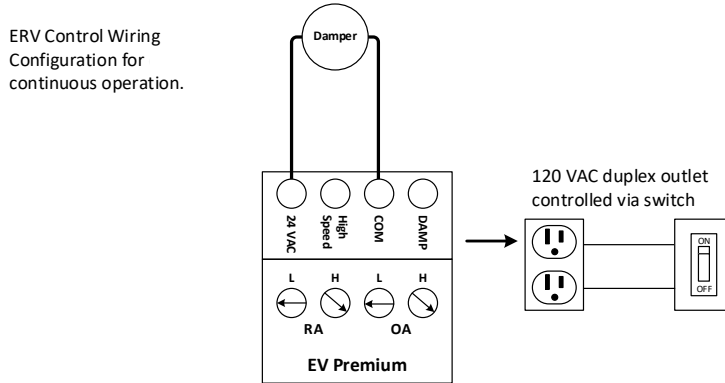 ERV Control Wiring
Configuration for
continuous operation.
Damper
120 VAC duplex outlet
controlled via switch
24 VAC
High
Speed
COM
DAMP
ON
OFF
L H L H
RA OA
EV Premium